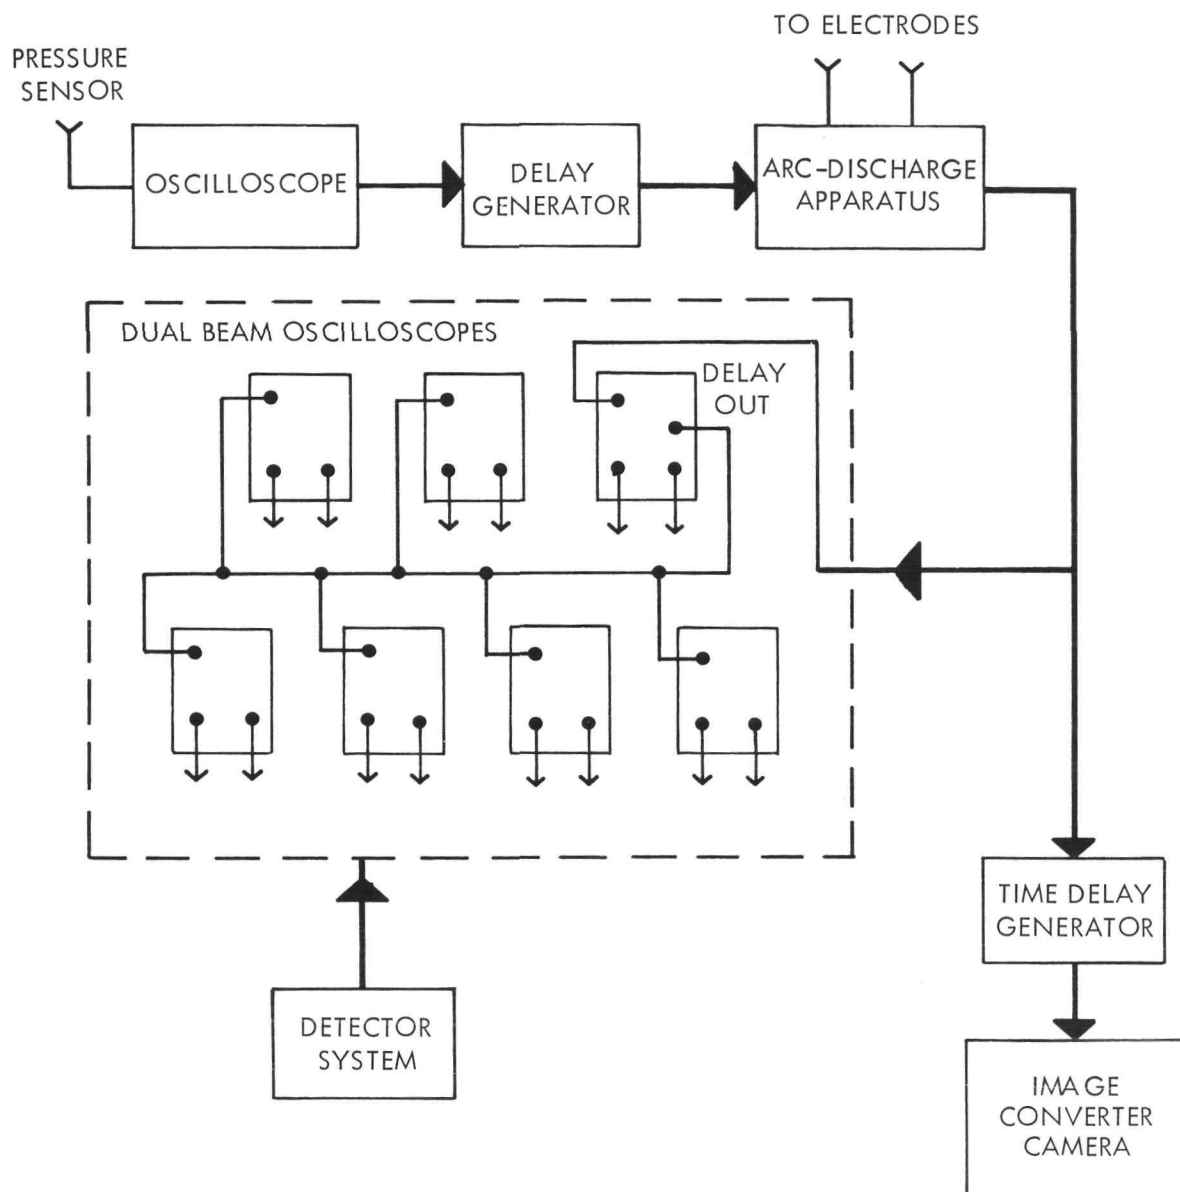 TO ELECTRODES
PRESSURE
SENSOR
OSCILLOSCOPE
DELAY
GENERATOR
ARC-DISCHARGE
APPARATUS
DUAL BEAM OSCILLOSCOPES
DELAY
OUT
TIME DELAY
GENERATOR
DETECTOR
SYSTEM
IMAGE
CONVERTER
CAMERA